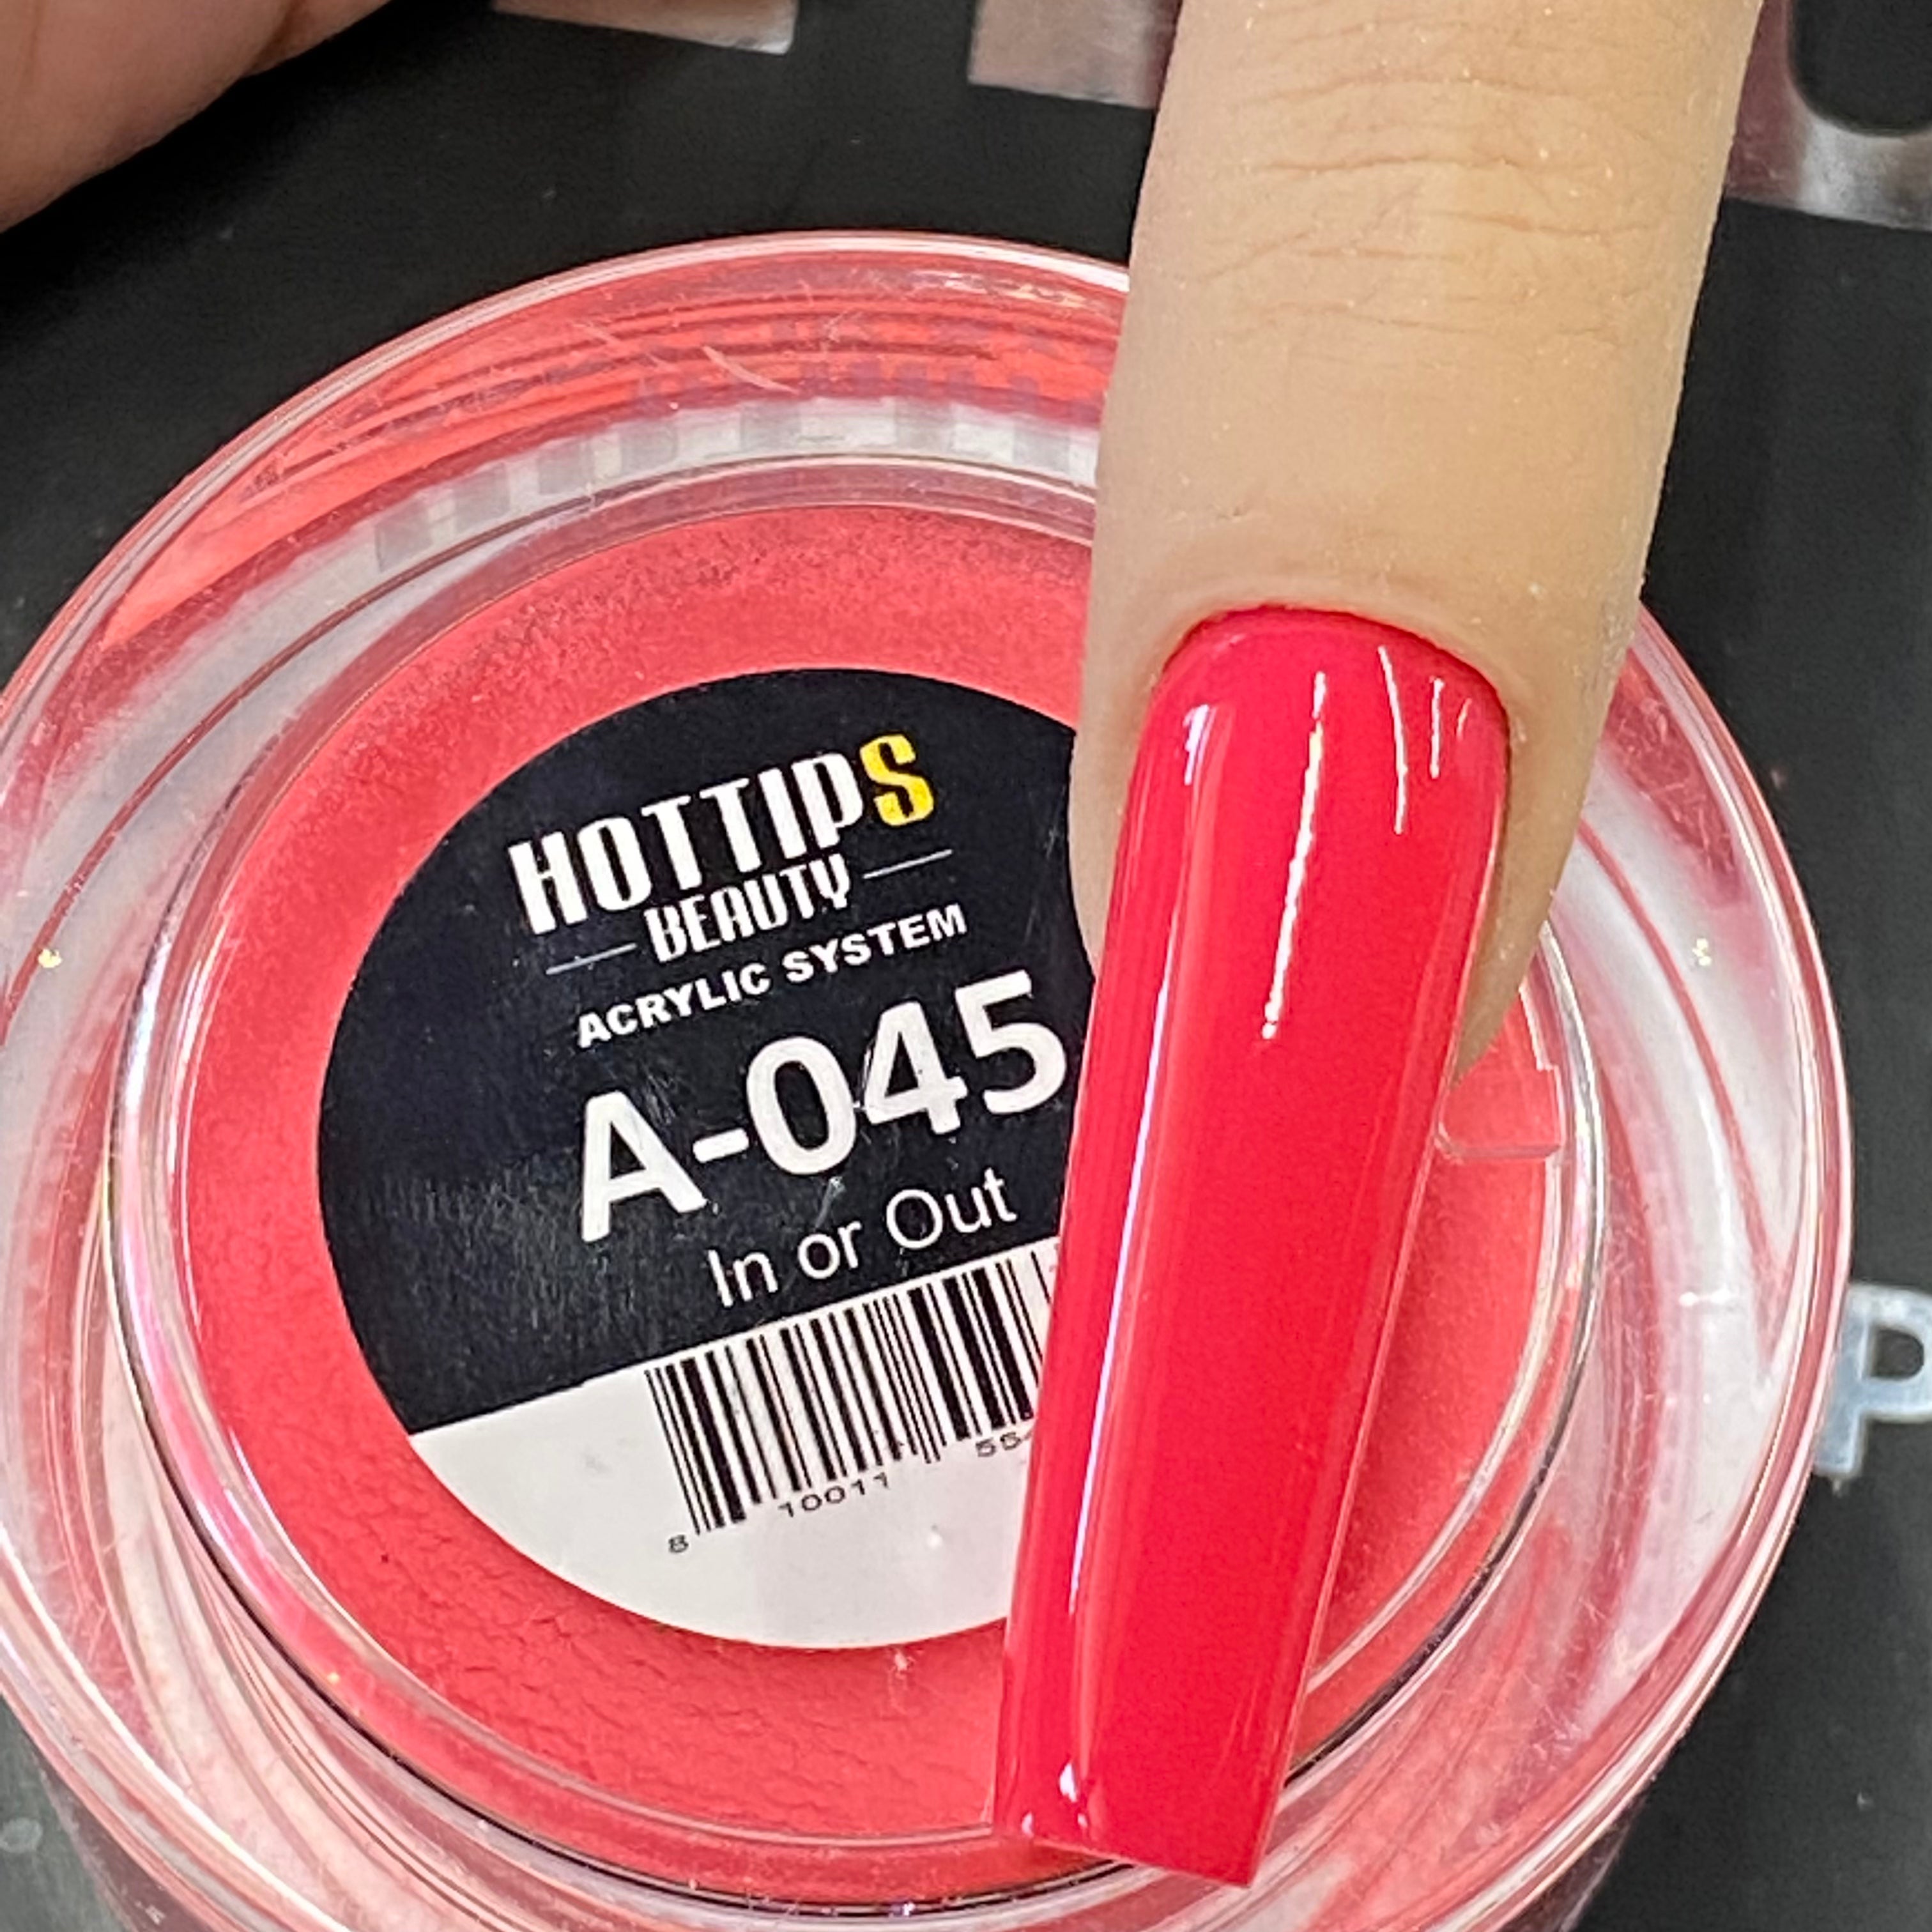 HOTTIPS
BEAUTY
ACRYLIC SYSTEM
A-045
In or Out
8 10011 55
P